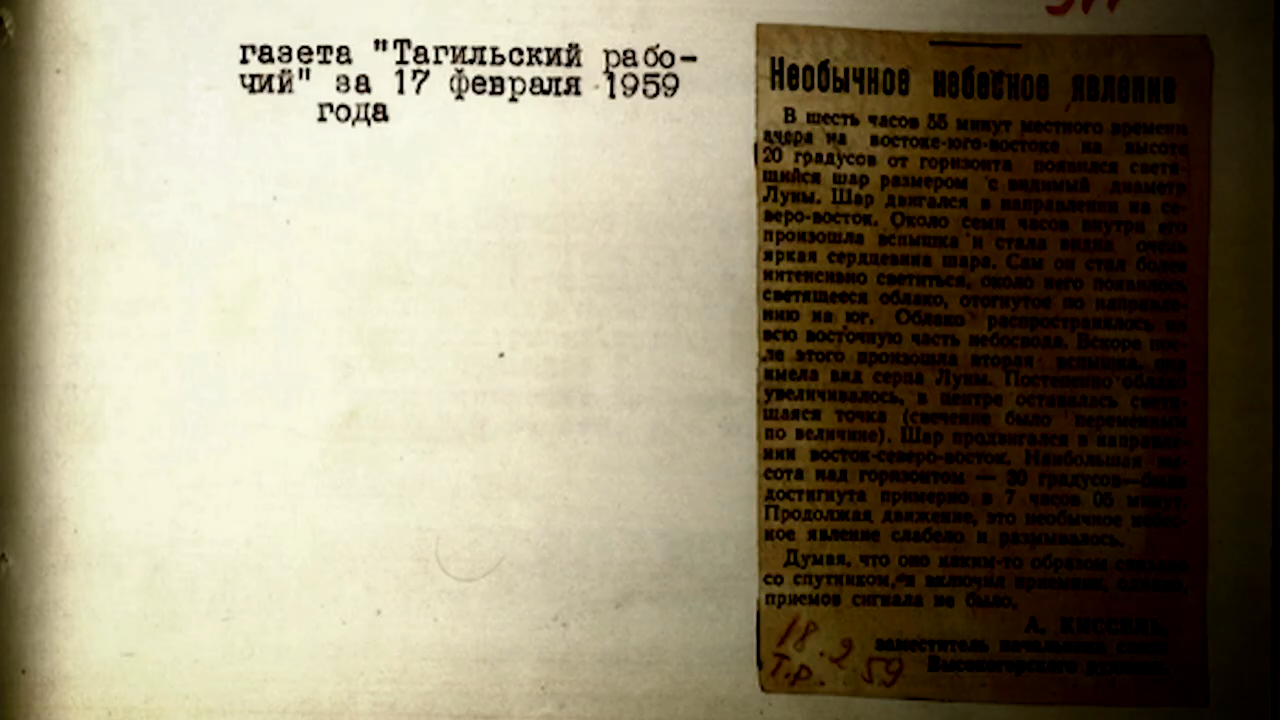 газета "Тагильский рабо-
чий" за 17 февраля 1959
года
Необычное небесное явление
В шесть часов 55 минут местного времени
вчера на востоке-юго-востоке на высоте
20 градусов от горизонта появился светя-
щийся шар размером с видимый диаметр
Луны. Шар двигался в направлении на се-
веро-восток. Около семи часов внутри его
произошла вспышка и стала видна очень
яркая сердцевина шара. Сам он стал более
интенсивно светиться, около него появилось
светящееся облако, отогнутое по направле-
нию на юг. Облако распространилось на
всю восточную часть небосвода. Вскоре пос-
ле этого произошла вторая вспышка, она
имела вид серпа Луны. Постепенно облако
увеличивалось, в центре оставалась светя-
щаяся точка (свечение было переменным
по величине). Шар продвигался в направле-
нии восток-северо-восток. Наибольшая вы-
сота над горизонтом — 30 градусов—была
достигнута примерно в 7 часов 05 минут.
Продолжая движение, это необычное небес-
ное явление слабело и размывалось.
Думая, что оно каким-то образом связано
со спутником, я включил приемник, однако,
приемов сигнала не было.
А. КИССЕЛЬ,
заместитель начальника связи
Высокогорского рудника.
18.2 59
Т.р.